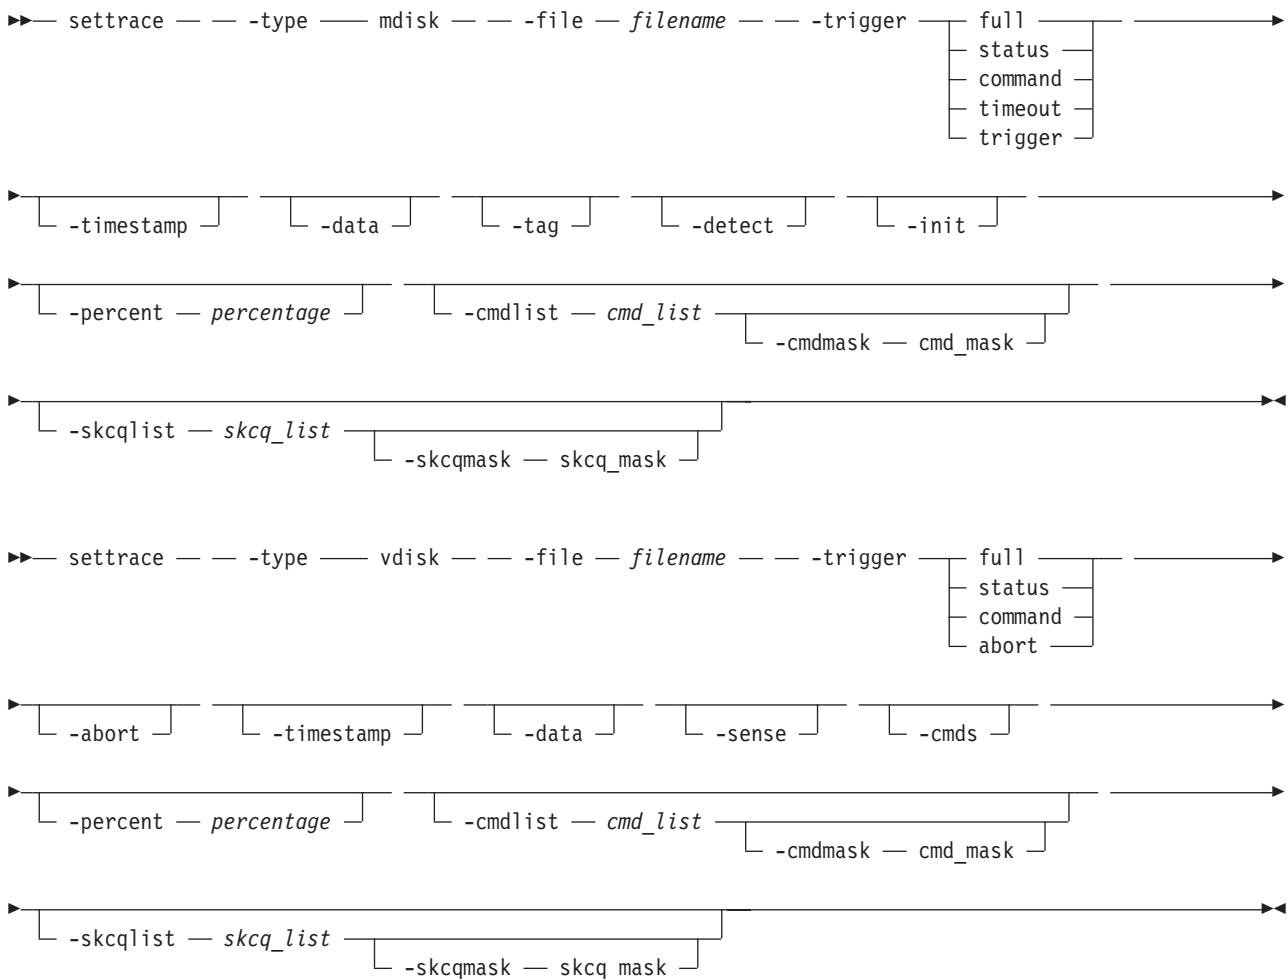 settrace -type mdisk -file filename -trigger full
status
command
timeout
trigger
-timestamp -data -tag -detect -init
-percent percentage -cmdlist cmd_list
-cmdmask cmd_mask
-skcqlist skcq_list
-skcqmask skcq_mask
settrace -type vdisk -file filename -trigger full
status
command
abort
-abort -timestamp -data -sense -cmds
-percent percentage -cmdlist cmd_list
-cmdmask cmd_mask
-skcqlist skcq_list
-skcqmask skcq_mask